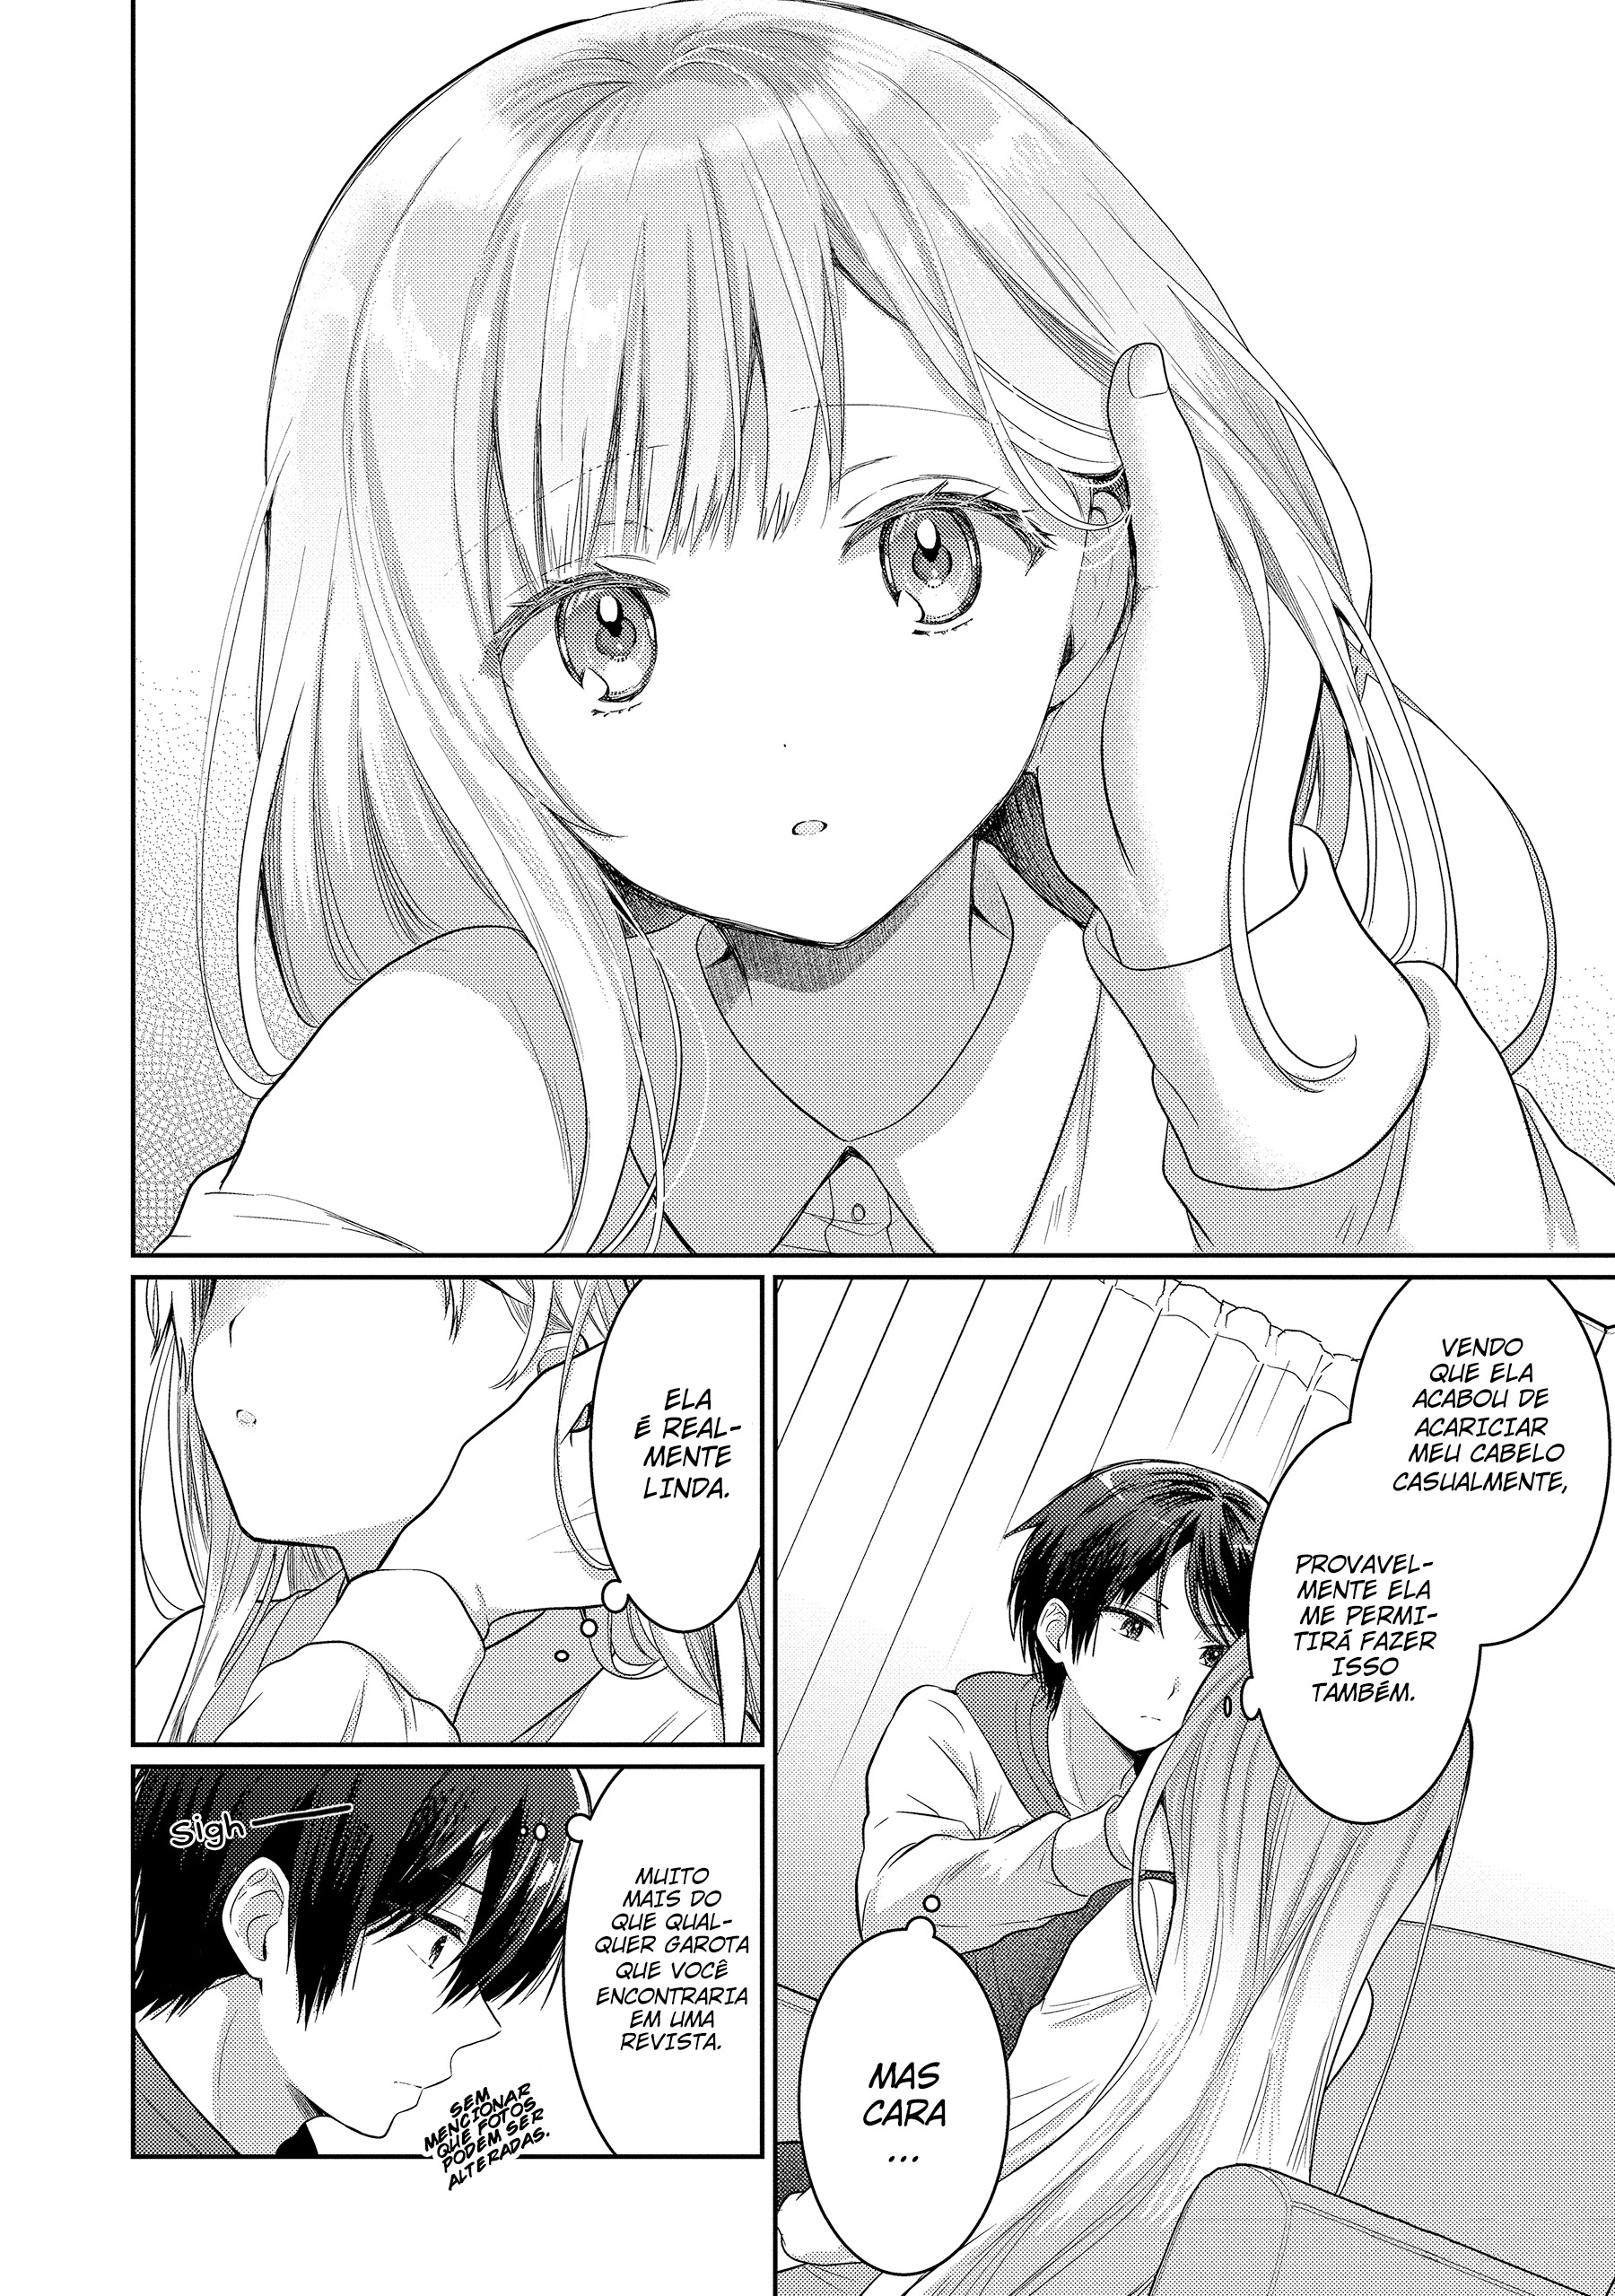 VENDO
QUE ELA
ACABOU DE
ACARICIAR
MEU CABELO
CASUALMENTE,
PROVAVEL-
MENTE ELA
ME PERMI-
TIRÁ FAZER
ISSO
TAMBÉM.
MAS
CARA
...
ELA
É REAL-
MENTE
LINDA.
MUITO
MAIS DO
QUE QUAL-
QUER GAROTA
QUE VOCÊ
ENCONTRARIA
EM UMA
REVISTA.
Sigh
SEM
MENCIONAR
QUE FOTOS
PODEM SER
ALTERADAS.